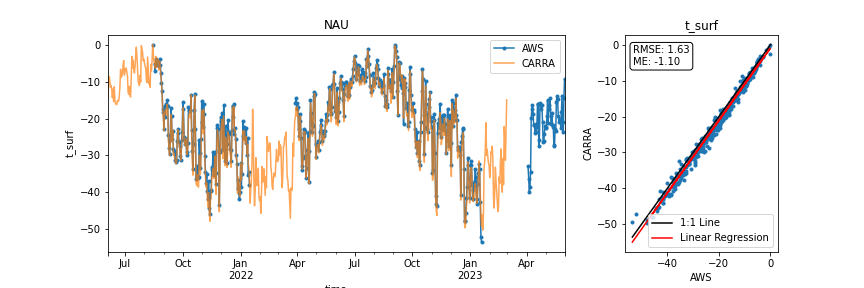 NAU
t_surf
0
−10
−20
−30
−40
−50
t_surf
AWS
CARRA
Jul
Oct
Jan
2022
Apr
Jul
Oct
Jan
2023
Apr
time
t_surf
RMSE: 1.63
ME: -1.10
0
−10
−20
−30
−40
−50
CARRA
1:1 Line
Linear Regression
−40
−20
0
AWS